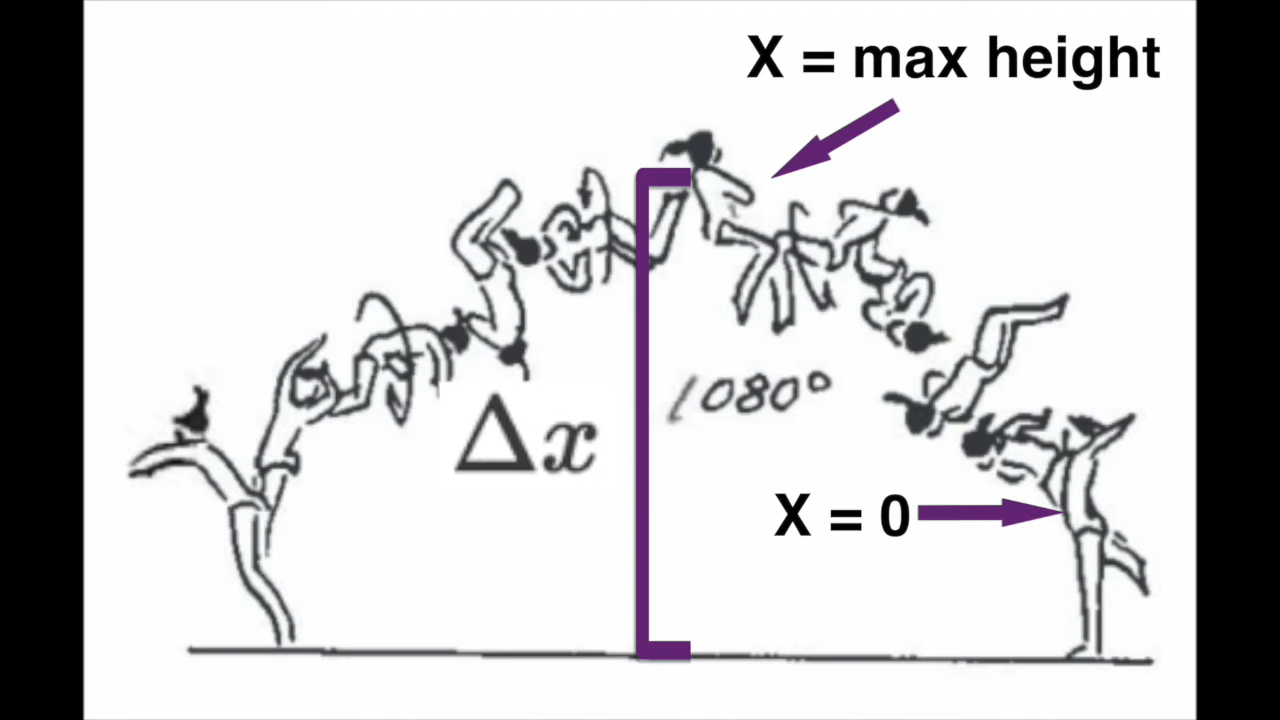 X = max height
Δx
1080°
X = 0